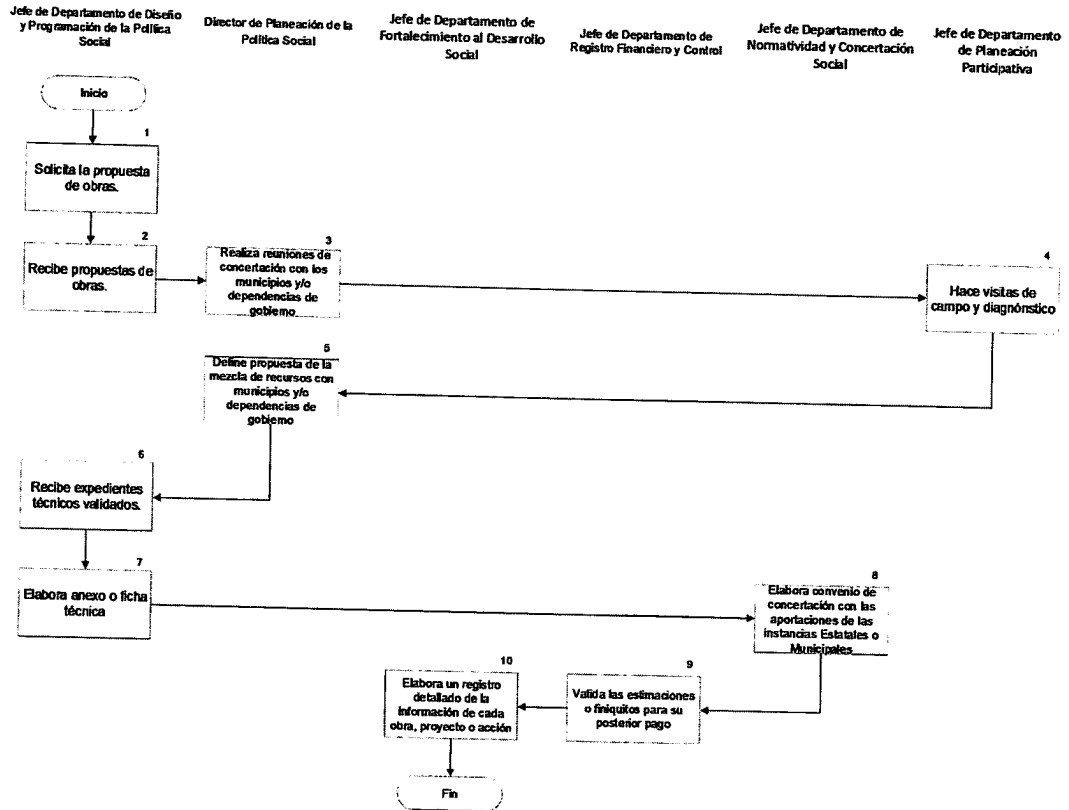 Jefe de Departamento de Diseño
y Programación de la Política
Social
Director de Planeación de la
Política Social
Jefe de Departamento de
Fortalecimiento al Desarrollo
Social
Jefe de Departamento de
Registro Financiero y Control
Jefe de Departamento de
Normatividad y Concertación
Social
Jefe de Departamento
de Planeación
Participativa
Inicio
1
Solicita la propuesta
de obras.
2
Recibe propuestas de
obras.
3
Realiza reuniones de
concertación con los
municipios y/o
dependencias de
gobierno
4
Hace visitas de
campo y diagnónstico
5
Define propuesta de la
mezcla de recursos con
municipios y/o
dependencias de
gobierno
6
Recibe expedientes
técnicos validados.
7
Elabora anexo o ficha
técnica
8
Elabora convenio de
concertación con las
aportaciones de las
instancias Estatales o
Municipales
9
Valida las estimaciones
o finiquitos para su
posterior pago
10
Elabora un registro
detallado de la
información de cada
obra, proyecto o acción
Fin